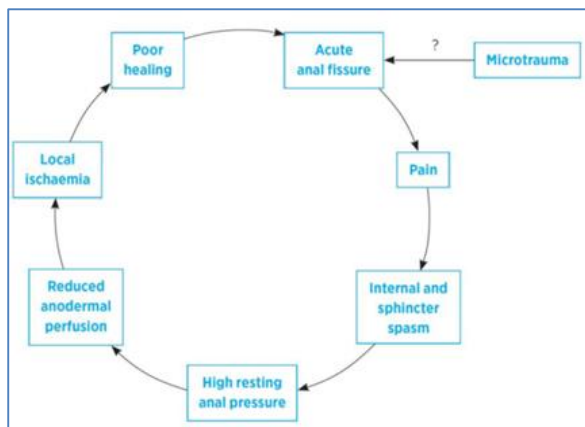 Poor
healing
Acute
anal fissure
?
Microtrauma
Pain
Internal and
sphincter
spasm
High resting
anal pressure
Reduced
anodermal
perfusion
Local
ischaemia